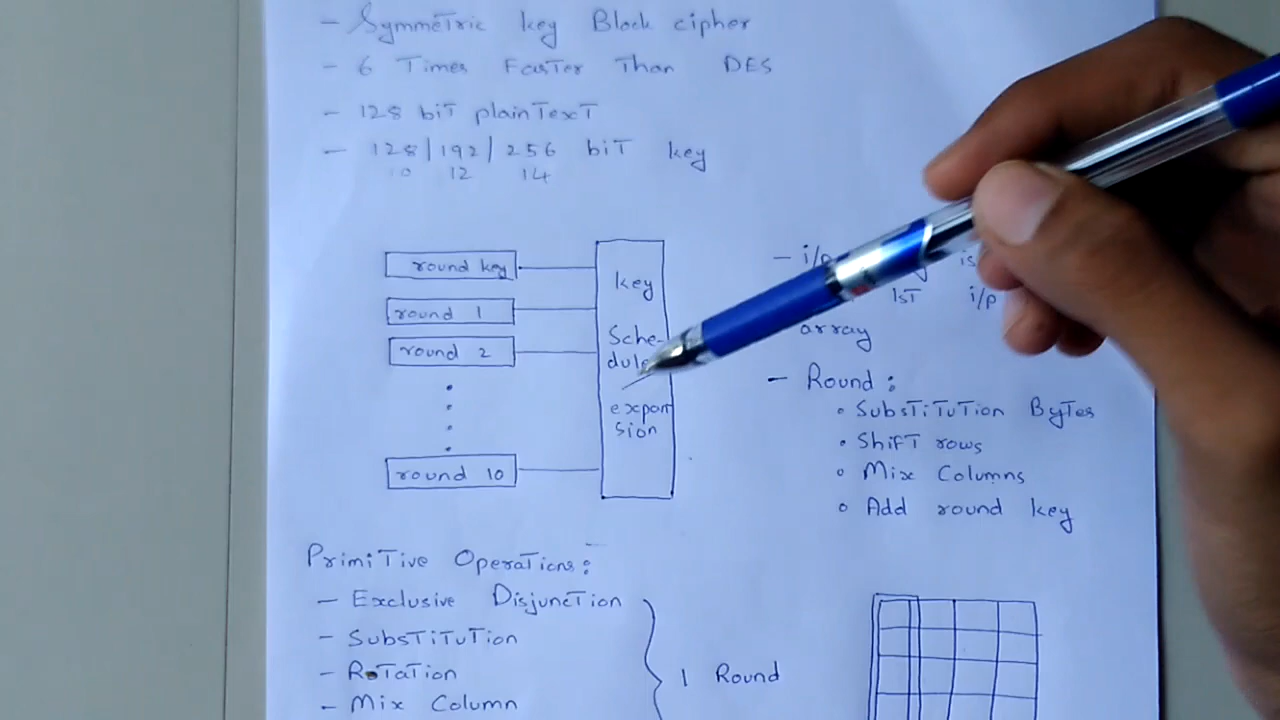 - Symmetric key Block cipher
- 6 Times Faster Than DES
- 128 biT plainTexT
- 128/192/256 biT key
10 12 14
round key
round 1
round 2
round 10
key
Sche-
dule
expan
sion
- i/p is
1sT i/p
array
- Round:
• SubsTiTuTion ByTes
• ShifT rows
• Mix Columns
• Add round key
PrimiTive OperaTions:
- Exclusive DisjuncTion
- SubsTiTuTion
- RoTaTion
- Mix Column
1 Round